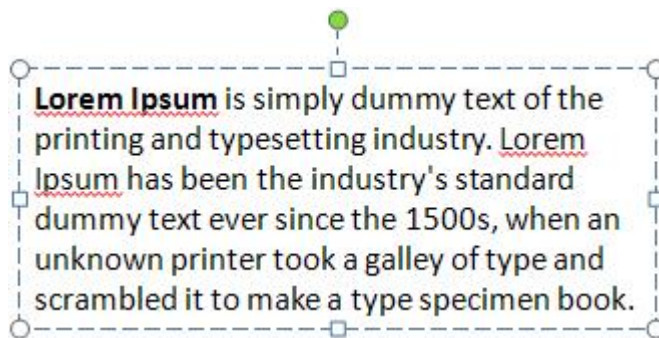 Lorem Ipsum is simply dummy text of the
printing and typesetting industry. Lorem
Ipsum has been the industry's standard
dummy text ever since the 1500s, when an
unknown printer took a galley of type and
scrambled it to make a type specimen book.